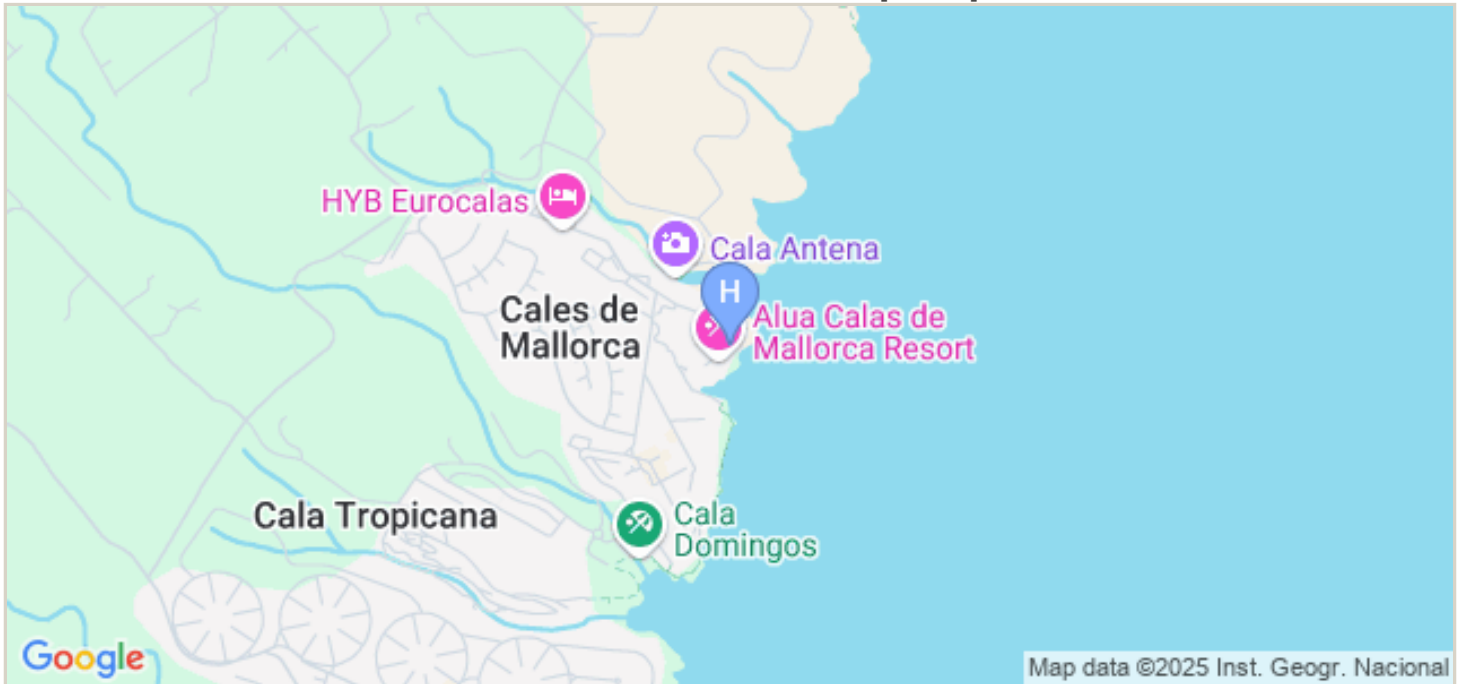 HYB Eurocalas
Cala Antena
H
Cales de
Mallorca
Alua Calas de
Mallorca Resort
Cala Tropicana
Cala
Domingos
Google
Map data ©2025 Inst. Geogr. Nacional